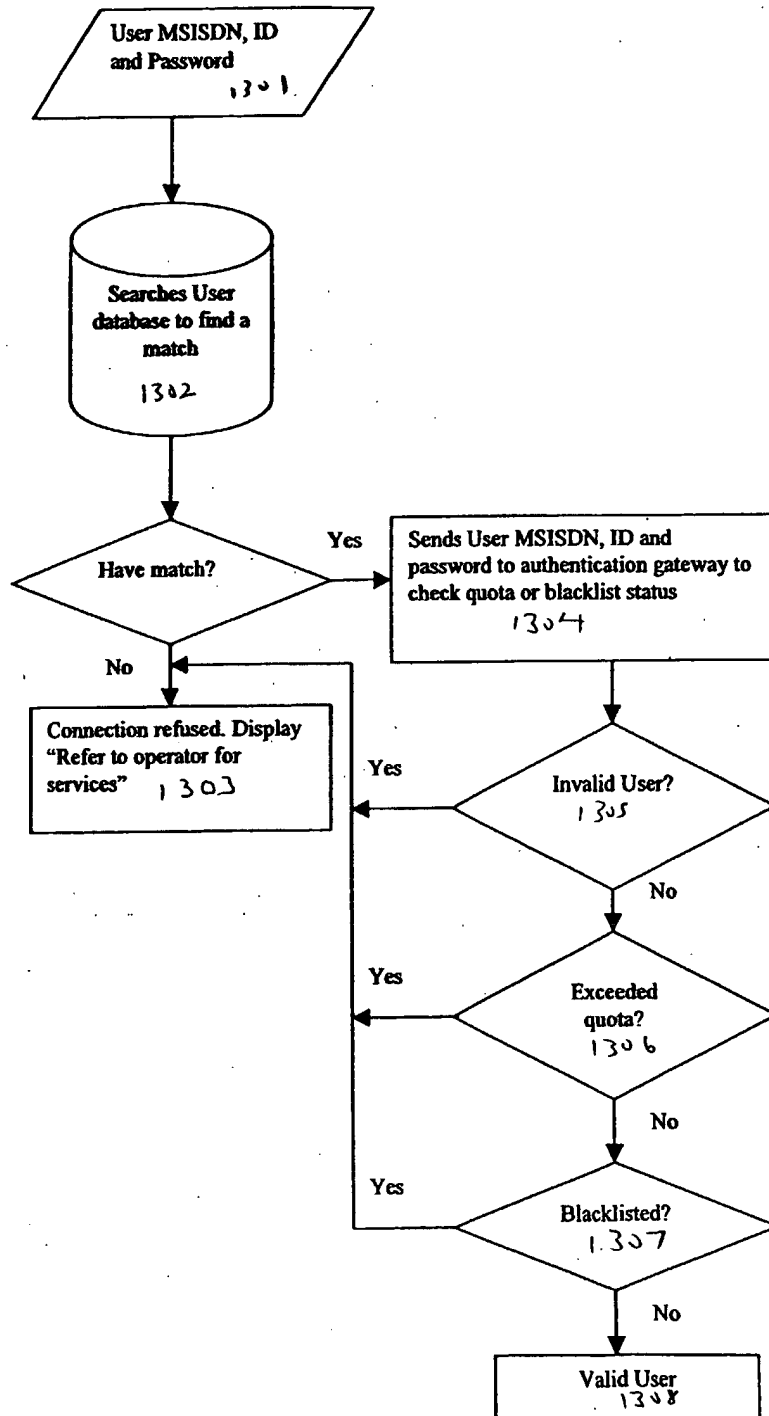 User MSISDN, ID
and Password
1301
Searches User
database to find a
match
1302
Have match?
Yes
Sends User MSISDN, ID and
password to authentication gateway to
check quota or blacklist status
1304
No
Connection refused. Display
“Refer to operator for
services” 1303
Yes
Invalid User?
1305
No
Yes
Exceeded
quota?
1306
No
Yes
Blacklisted?
1307
No
Valid User
1308